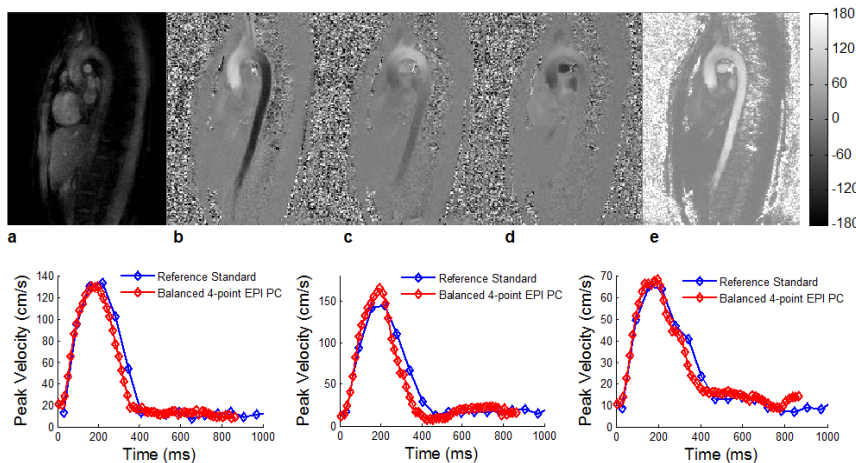 180
120
60
0
-60
-120
-180
a
b
c
d
e
140
120
100
80
60
40
20
0
0 200 400 600 800 1000
Peak Velocity (cm/s)
Time (ms)
Reference Standard
Balanced 4-point EPI PC
150
100
50
0
0 200 400 600 800 1000
Peak Velocity (cm/s)
Time (ms)
Reference Standard
Balanced 4-point EPI PC
70
60
50
40
30
20
10
0
0 200 400 600 800 1000
Peak Velocity (cm/s)
Time (ms)
Reference Standard
Balanced 4-point EPI PC